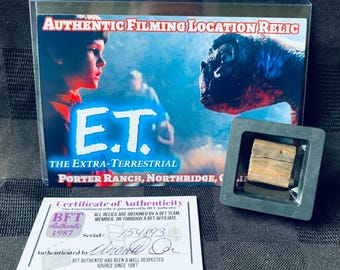 AUTHENTIC FILMING LOCATION RELIC
E.T.
THE EXTRA-TERRESTRIAL
PORTER RANCH, NORTHRIDGE,
Certificate of Authenticity
BFT
Authentic
1987
ALL RELICS ARE OBTAINED BY A BFT TEAM
MEMBER, OR THROUGH A BFT AFFILIATE.
Serial#
Authenticated by
BFT AUTHENTIC HAS BEEN A WELL RESPECTED
SOURCE SINCE 1987